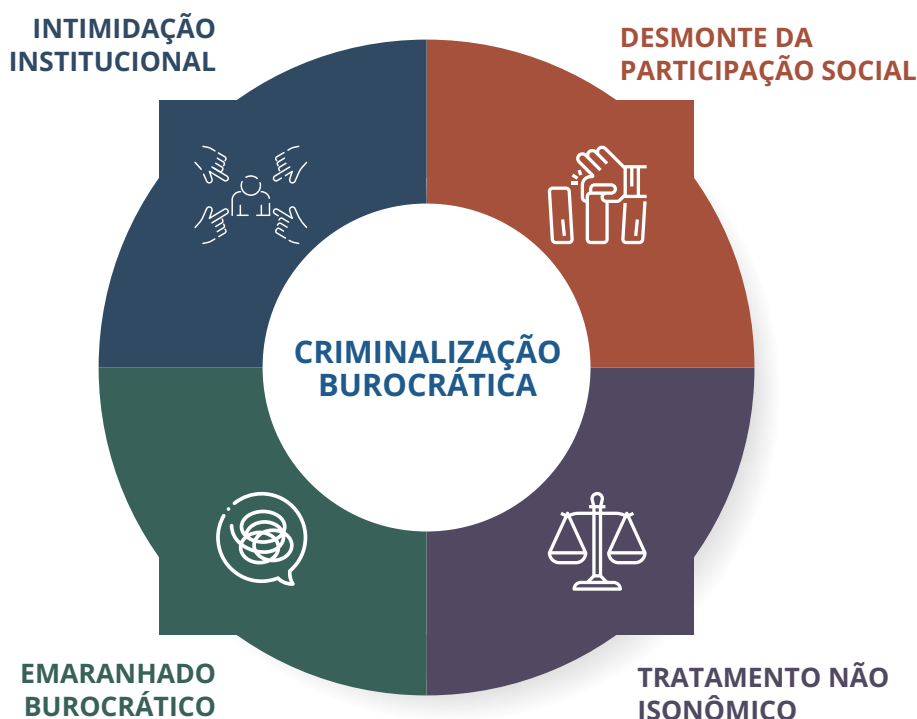 INTIMIDAÇÃO
INSTITUCIONAL
DESMONTE DA
PARTICIPAÇÃO SOCIAL
CRIMINALIZAÇÃO
BUROCRÁTICA
EMARANHADO
BUROCRÁTICO
TRATAMENTO NÃO
ISONÔMICO